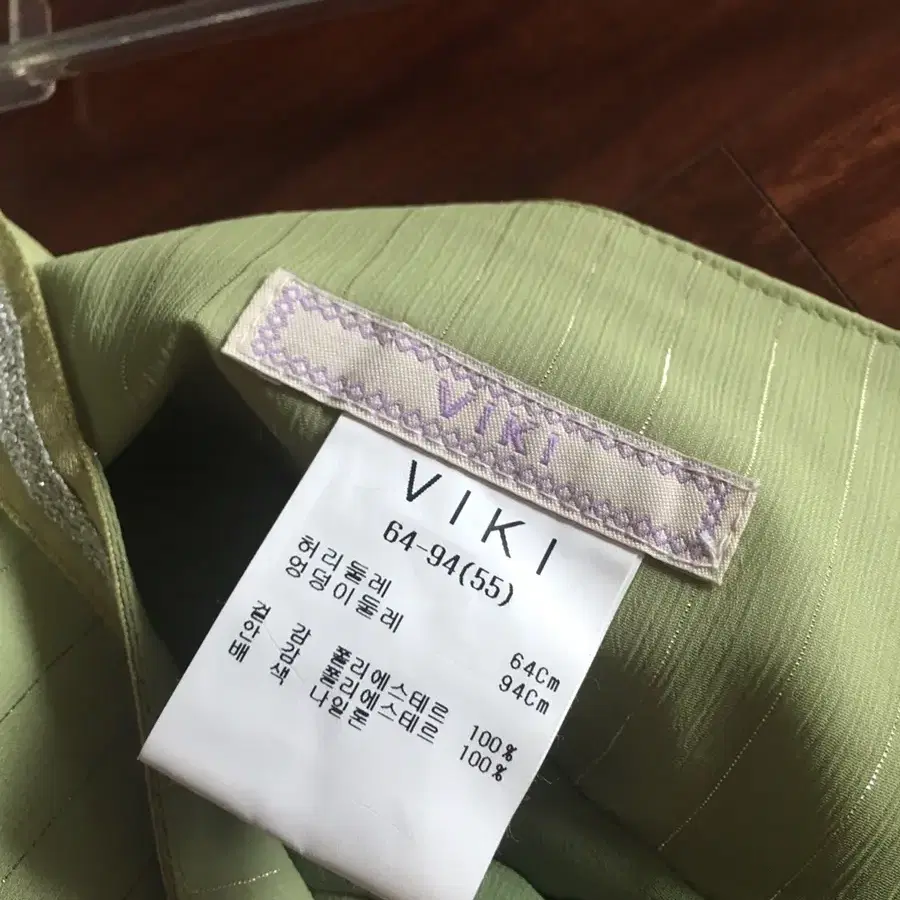 VIKI
VIKI
64-94(55)
허리둘레 64Cm
엉덩이둘레 94Cm
겉 감 폴리에스테르 100%
안 감 폴리에스테르 100%
배 색 나일론